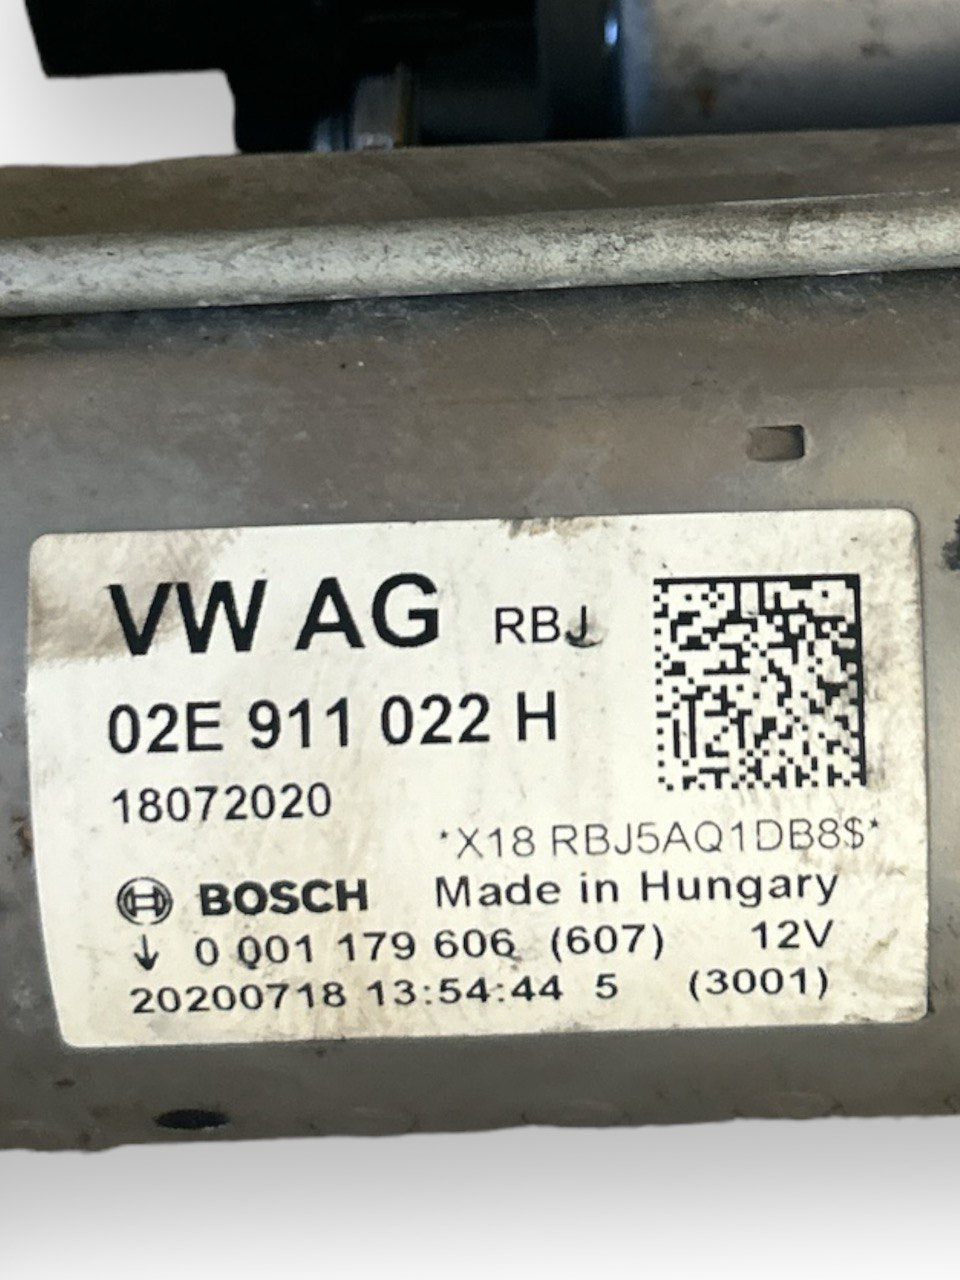 VW AG RBJ
02E 911 022 H
18072020
*X18 RBJ5AQ1DB8$*
BOSCH Made in Hungary
↓ 0 001 179 606 (607) 12V
20200718 13:54:44 5 (3001)